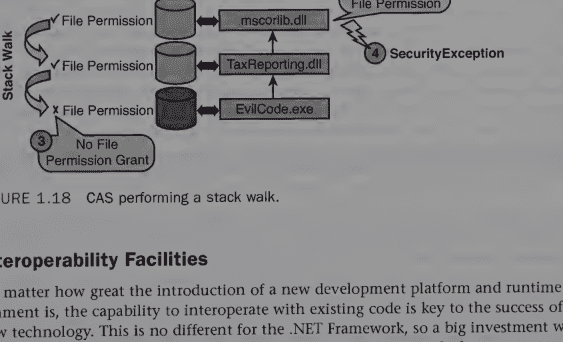 File Permission
✓ File Permission
mscorlib.dll
4 SecurityException
Stack Walk
✓ File Permission
TaxReporting.dll
x File Permission
EvilCode.exe
3 No File
Permission Grant
URE 1.18 CAS performing a stack walk.
teroperability Facilities
matter how great the introduction of a new development platform and runtime
nment is, the capability to interoperate with existing code is key to the success of
w technology. This is no different for the .NET Framework, so a big investment w